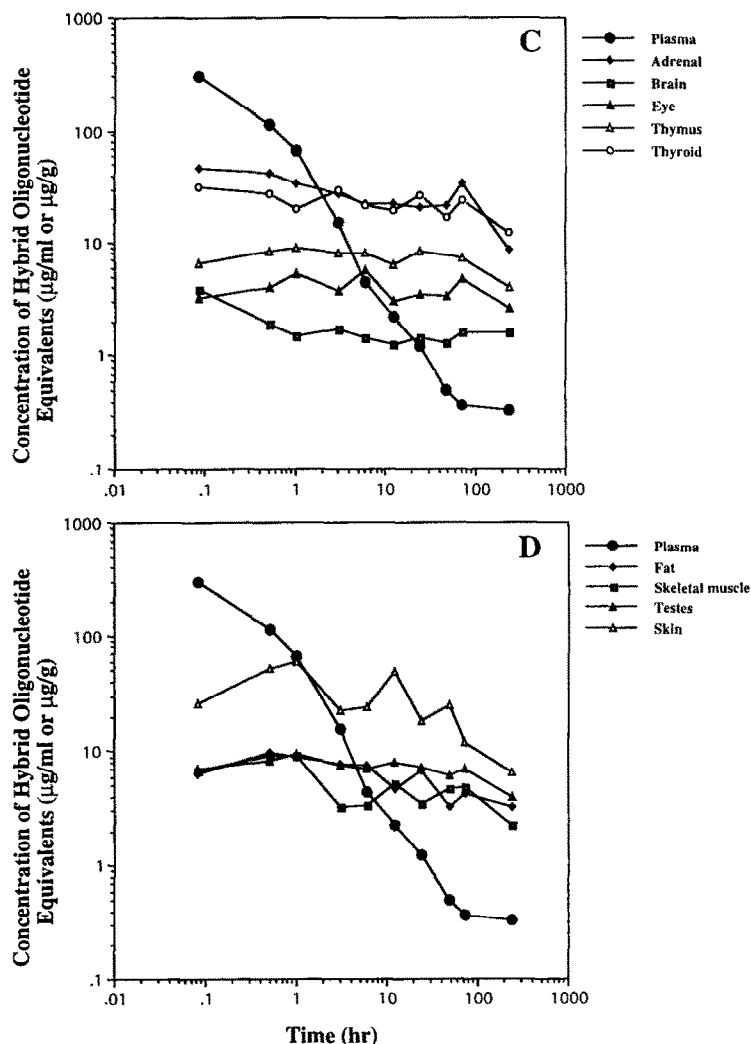 C
Plasma
Adrenal
Brain
Eye
Thymus
Thyroid
Concentration of Hybrid Oligonucleotide
Equivalents (µg/ml or µg/g)
1000
100
10
1
.1
.01
.1
1
10
100
1000
D
Plasma
Fat
Skeletal muscle
Testes
Skin
Concentration of Hybrid Oligonucleotide
Equivalents (µg/ml or µg/g)
1000
100
10
1
.1
.01
.1
1
10
100
1000
Time (hr)